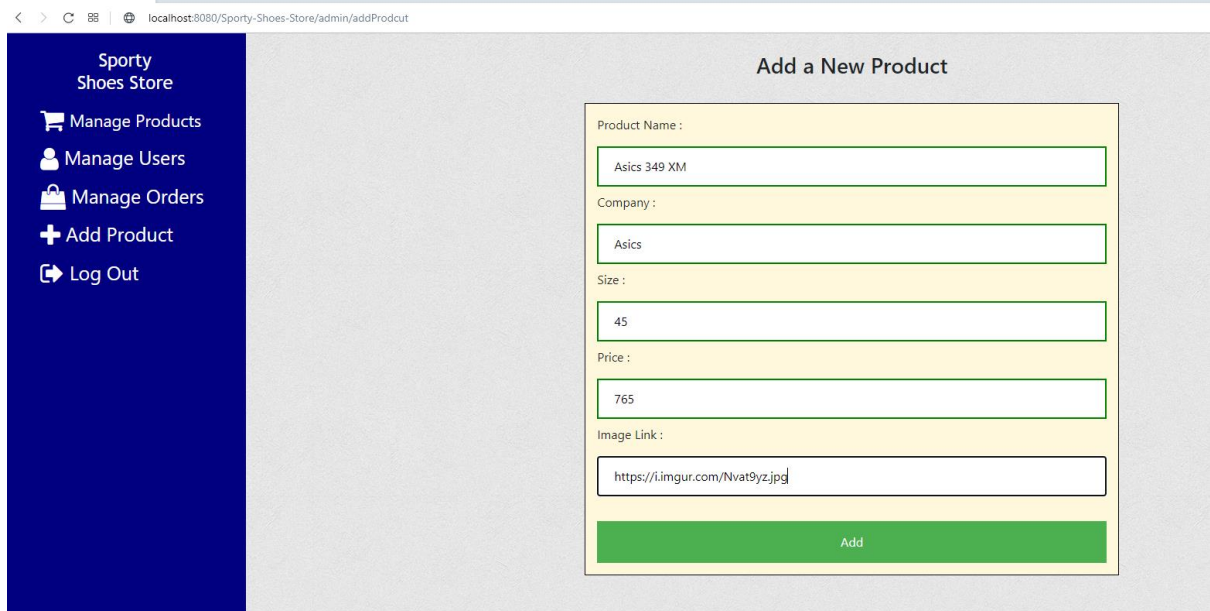 localhost:8080/Sporty-Shoes-Store/admin/addProdcut
Sporty
Shoes Store
Manage Products
Manage Users
Manage Orders
Add Product
Log Out
Add a New Product
Product Name :
Asics 349 XM
Company :
Asics
Size :
45
Price :
765
Image Link :
https://i.imgur.com/Nvat9yz.jpg
Add